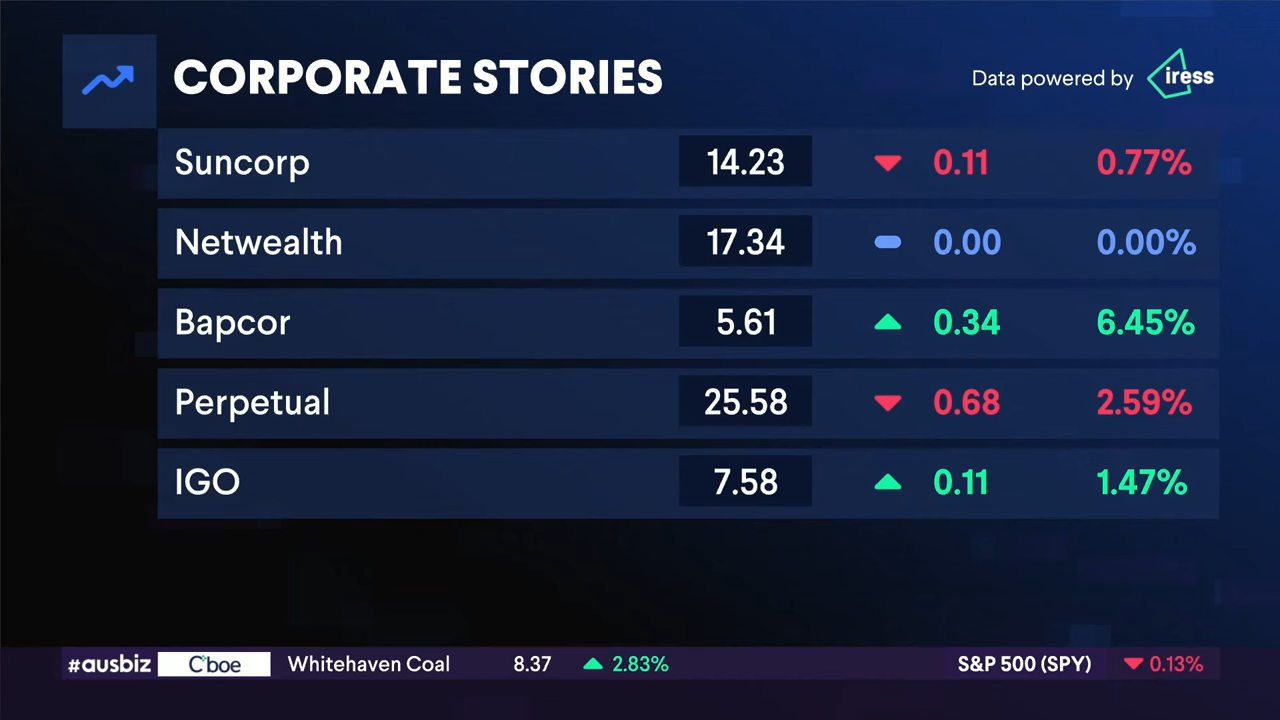 CORPORATE STORIES
Data powered by iress
Suncorp 14.23 0.11 0.77%
Netwealth 17.34 0.00 0.00%
Bapcor 5.61 0.34 6.45%
Perpetual 25.58 0.68 2.59%
IGO 7.58 0.11 1.47%
#ausbiz Cboe Whitehaven Coal 8.37 2.83% S&P 500 (SPY) 0.13%